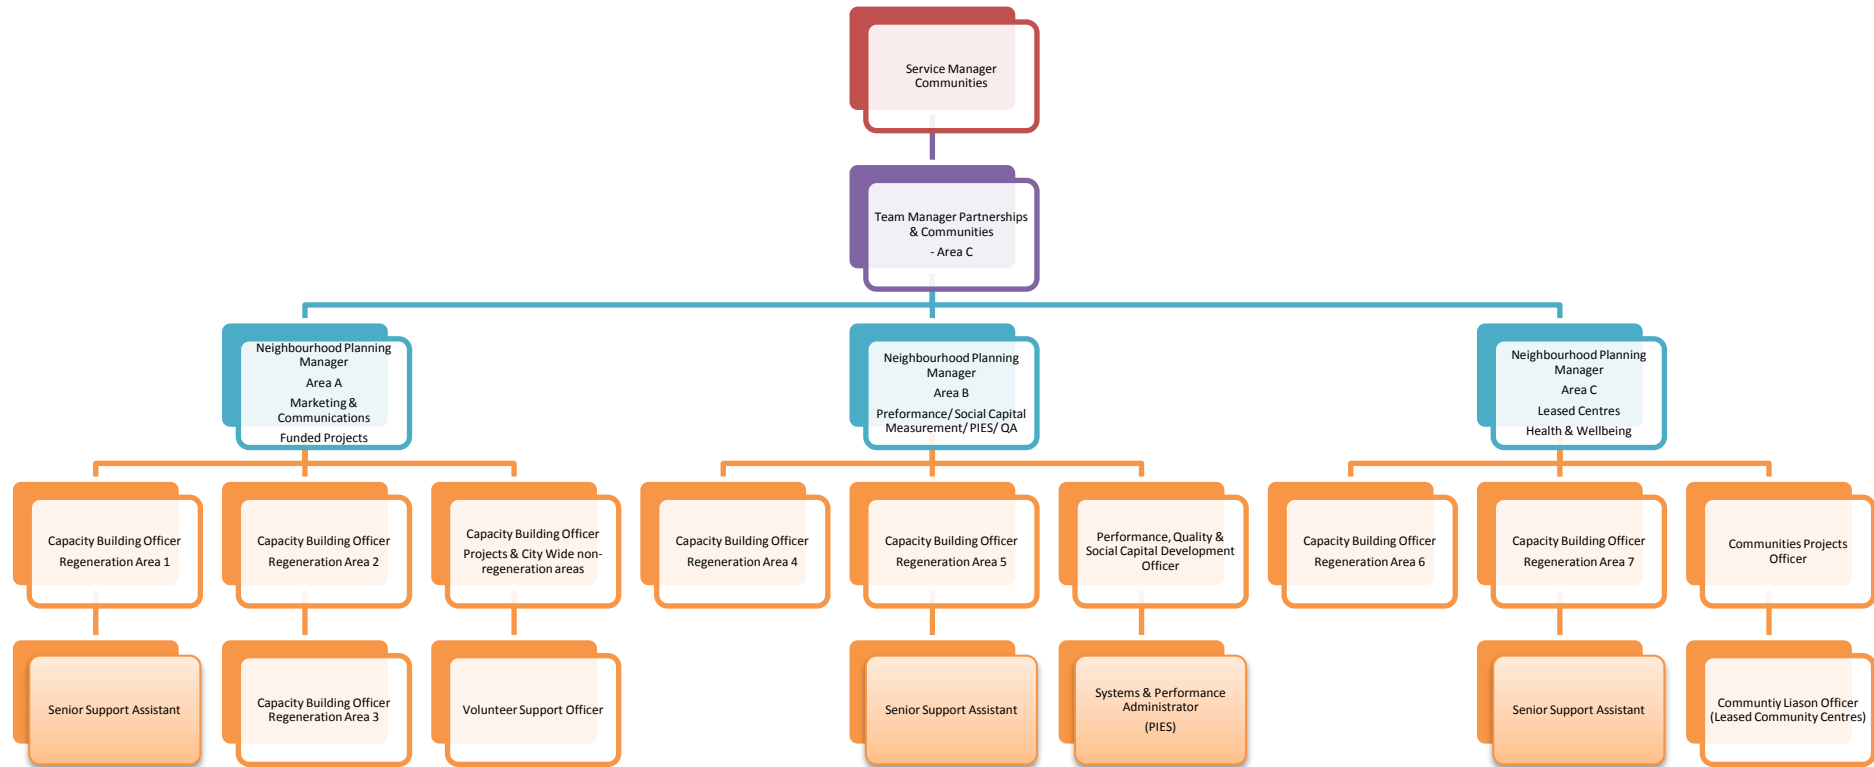 Service Manager
Communities
Team Manager Partnerships
& Communities
- Area C
Neighbourhood Planning
Manager
Area A
Marketing &
Communications
Funded Projects
Neighbourhood Planning
Manager
Area B
Preformance/ Social Capital
Measurement/ PIES/ QA
Neighbourhood Planning
Manager
Area C
Leased Centres
Health & Wellbeing
Capacity Building Officer
Regeneration Area 1
Capacity Building Officer
Regeneration Area 2
Capacity Building Officer
Projects & City Wide non-
regeneration areas
Capacity Building Officer
Regeneration Area 4
Capacity Building Officer
Regeneration Area 5
Performance, Quality &
Social Capital Development
Officer
Capacity Building Officer
Regeneration Area 6
Capacity Building Officer
Regeneration Area 7
Communities Projects
Officer
Senior Support Assistant
Capacity Building Officer
Regeneration Area 3
Volunteer Support Officer
Senior Support Assistant
Systems & Performance
Administrator
(PIES)
Senior Support Assistant
Communtiy Liason Officer
(Leased Community Centres)